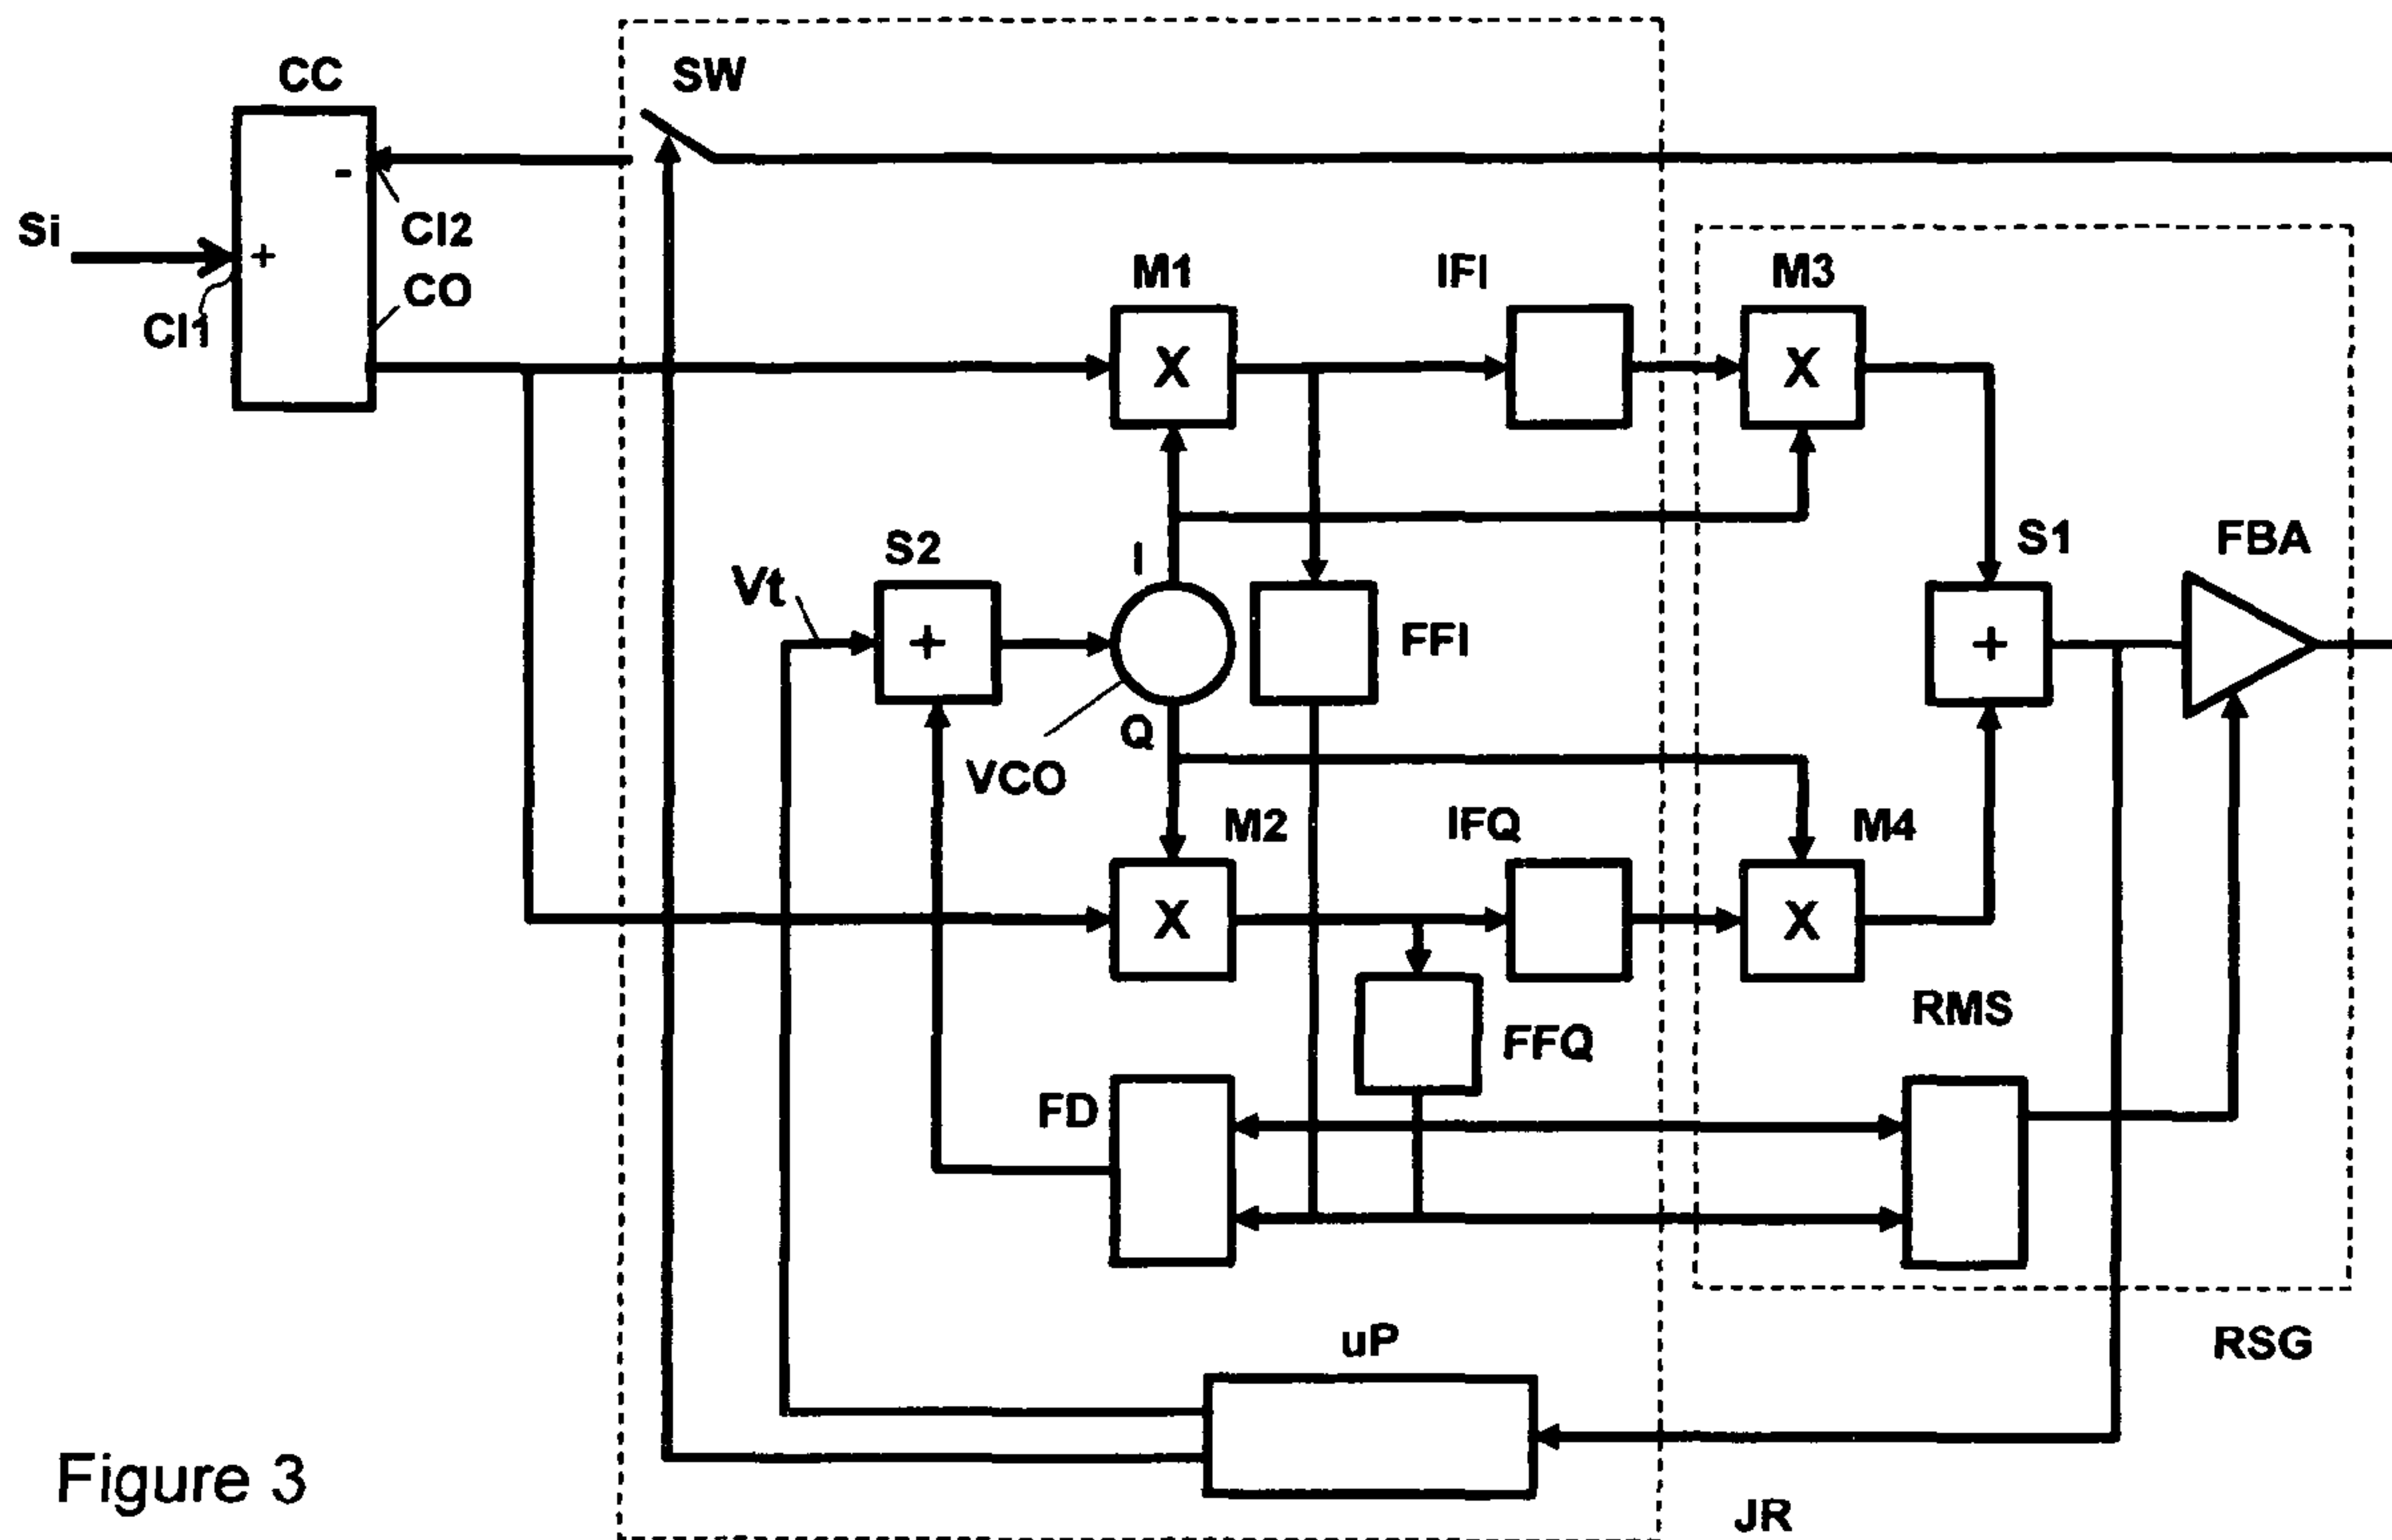 CC
SW
-
Si
+
CI2
CO
CI1
M1
IFI
M3
X
X
S2
I
S1
FBA
Vt
+
FFI
+
Q
VCO
M2
IFQ
M4
X
X
RMS
FFQ
FD
uP
RSG
Figure 3
JR